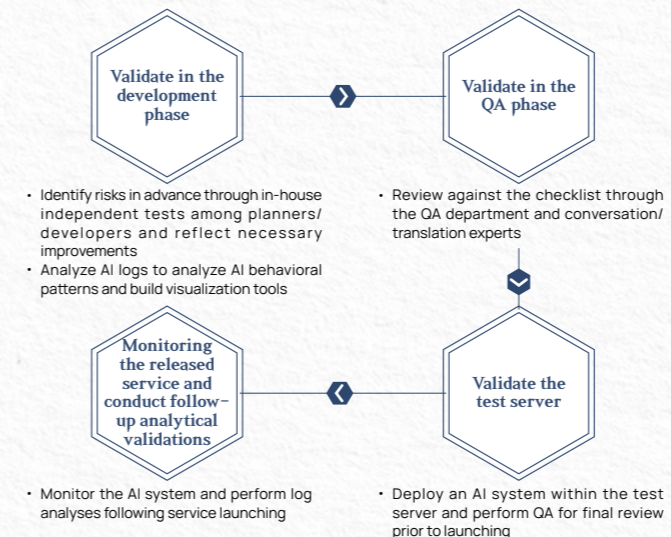 Validate in the
development
phase
Validate in the
QA phase
• Identify risks in advance through in-house
independent tests among planners/
developers and reflect necessary
improvements
• Analyze AI logs to analyze AI behavioral
patterns and build visualization tools
• Review against the checklist through
the QA department and conversation/
translation experts
Monitoring
the released
service and
conduct follow-
up analytical
validations
Validate the
test server
• Monitor the AI system and perform log
analyses following service launching
• Deploy an AI system within the test
server and perform QA for final review
prior to launching